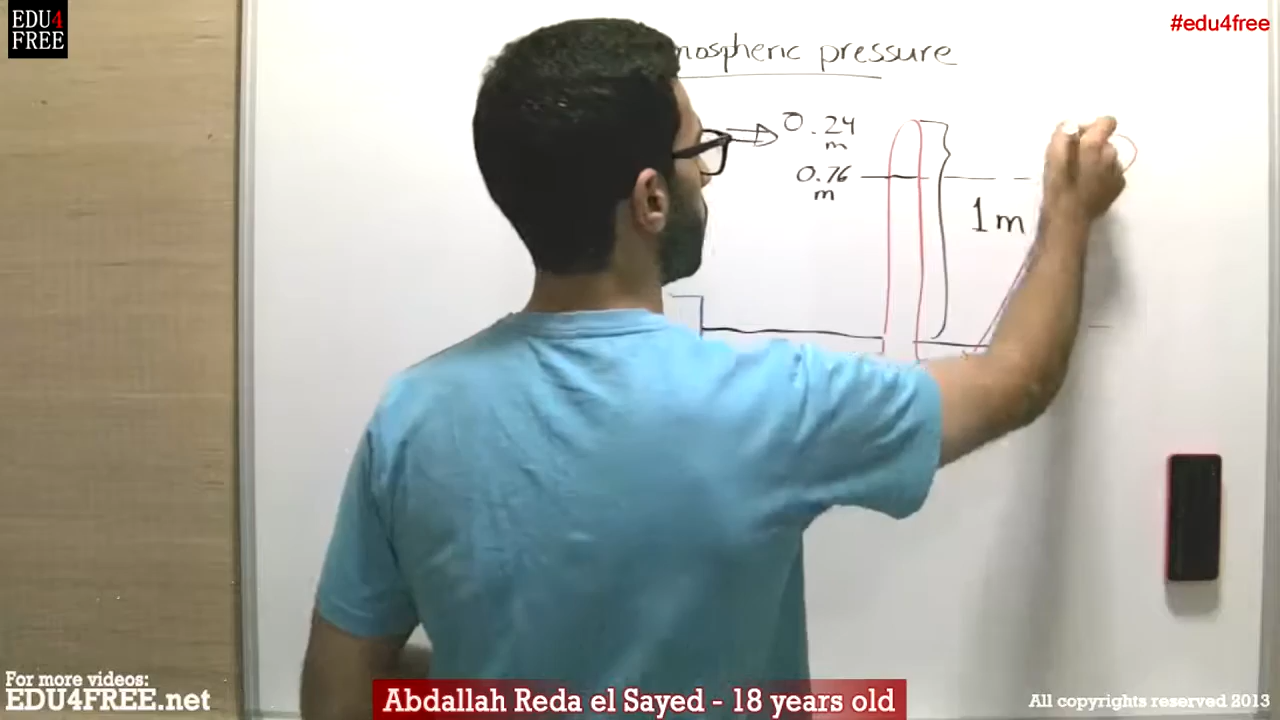 EDU4
FREE
#edu4free
pressure
0.24
m
0.76
m
1m
For more videos:
EDU4FREE.net
Abdallah Reda el Sayed - 18 years old
All copyrights reserved 2013